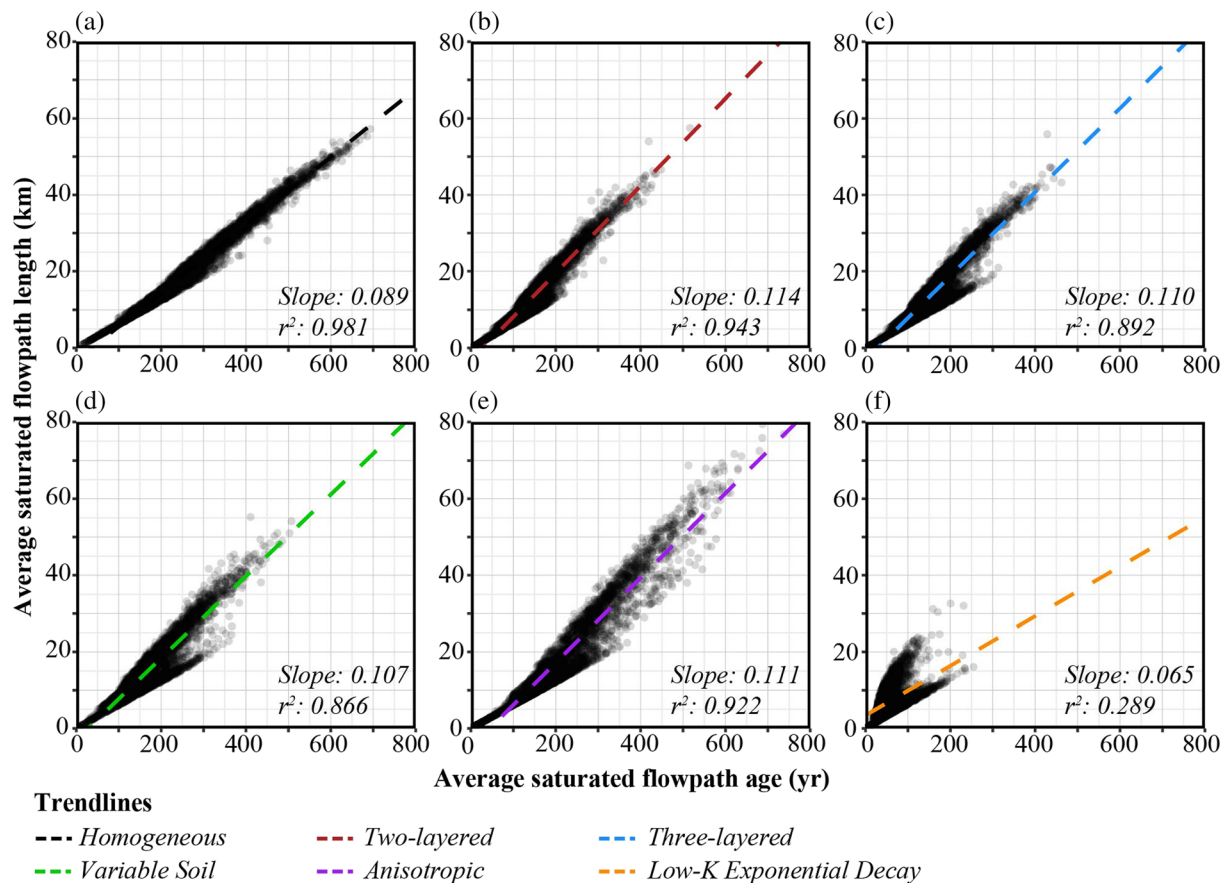 (a)
(b)
(c)
80
60
40
20
0
Slope: 0.089
r²: 0.981
0 200 400 600 800
80
60
40
20
0
Slope: 0.114
r²: 0.943
0 200 400 600 800
80
60
40
20
0
Slope: 0.110
r²: 0.892
0 200 400 600 800
Average saturated flowpath length (km)
(d)
(e)
(f)
80
60
40
20
0
Slope: 0.107
r²: 0.866
0 200 400 600 800
80
60
40
20
0
Slope: 0.111
r²: 0.922
0 200 400 600 800
80
60
40
20
0
Slope: 0.065
r²: 0.289
0 200 400 600 800
Average saturated flowpath age (yr)
Trendlines
Homogeneous
Two-layered
Three-layered
Variable Soil
Anisotropic
Low-K Exponential Decay